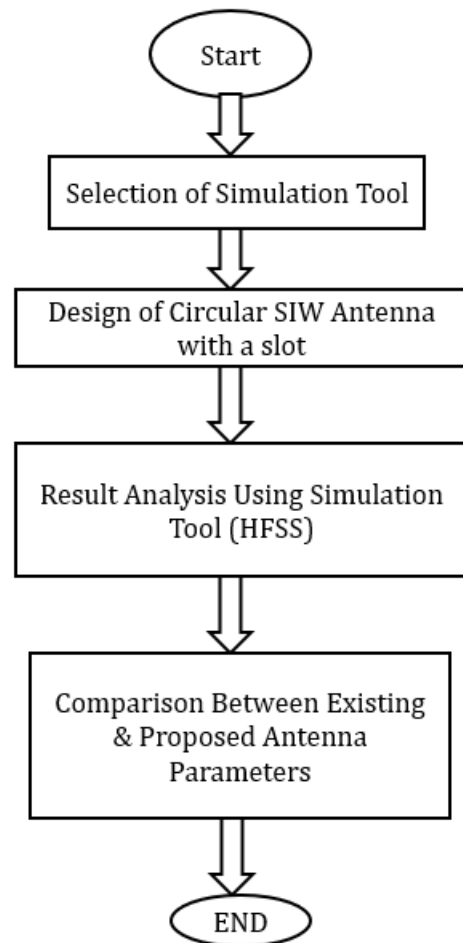 Start
Selection of Simulation Tool
Design of Circular SIW Antenna
with a slot
Result Analysis Using Simulation
Tool (HFSS)
Comparison Between Existing
& Proposed Antenna
Parameters
END